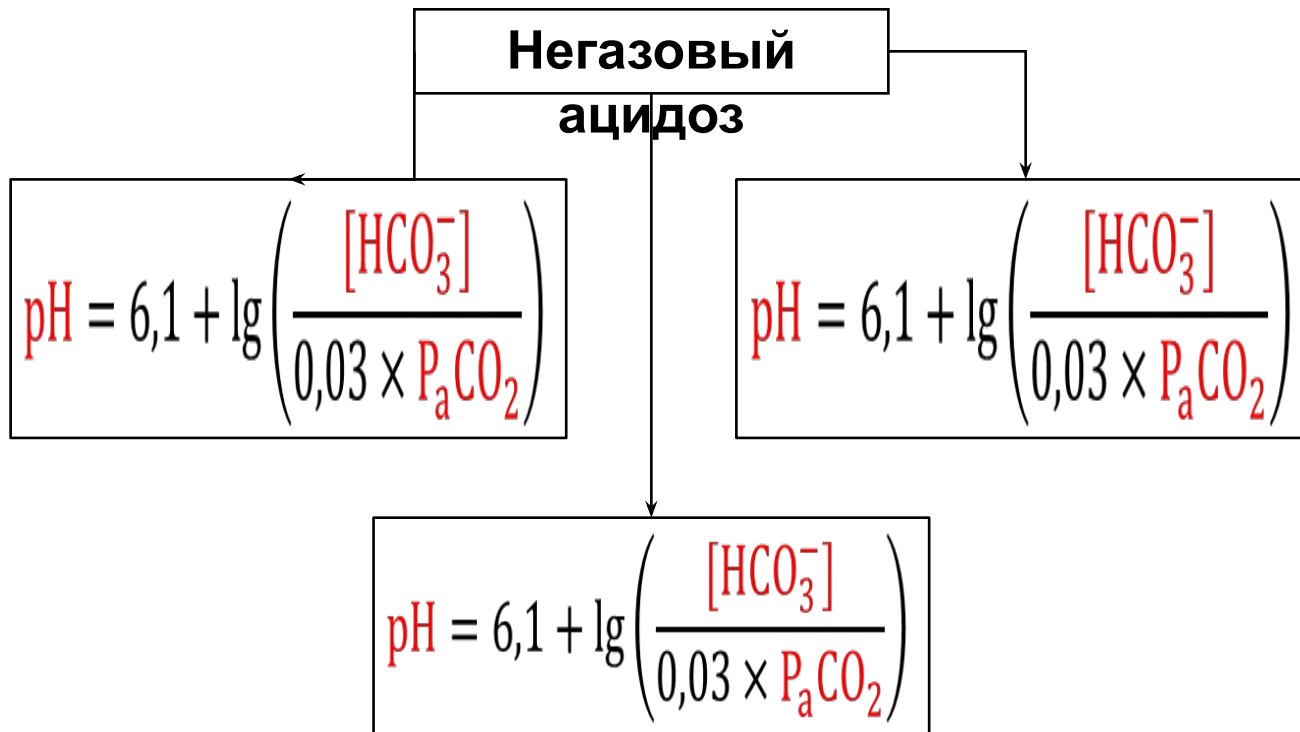 Негазовый
ацидоз
pH = 6,1 + lg([HCO₃⁻] / 0,03 × PₐCO₂)
pH = 6,1 + lg([HCO₃⁻] / 0,03 × PₐCO₂)
pH = 6,1 + lg([HCO₃⁻] / 0,03 × PₐCO₂)